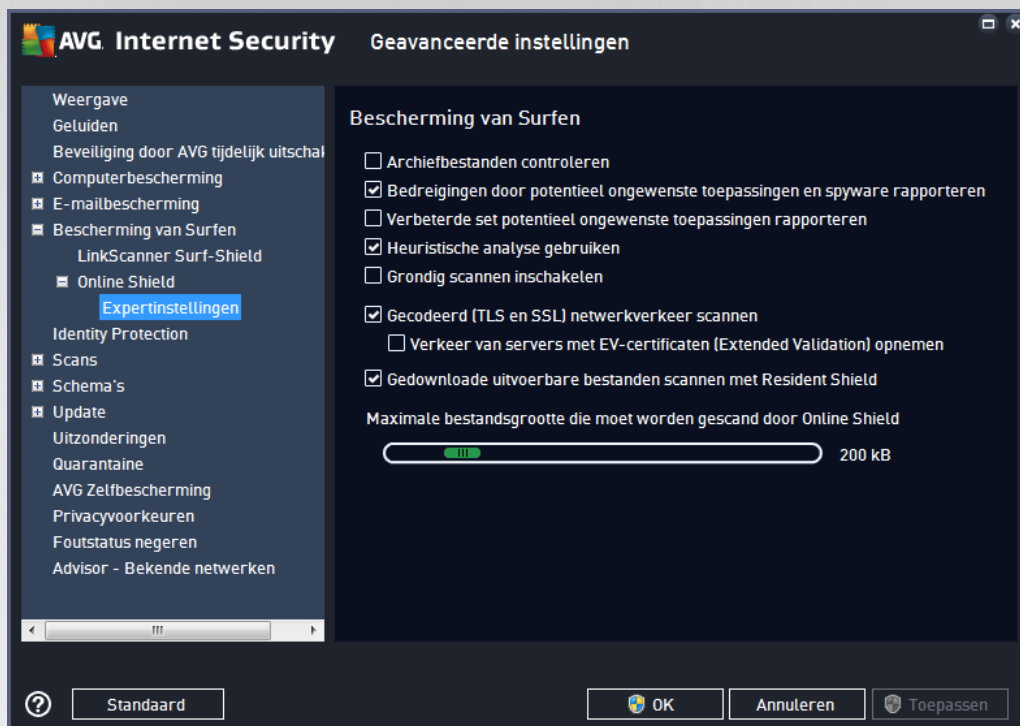 AVG Internet Security
Geavanceerde instellingen
Weergave
Geluiden
Beveiliging door AVG tijdelijk uitschak
Computerbescherming
E-mailbescherming
Bescherming van Surfen
LinkScanner Surf-Shield
Online Shield
Expertinstellingen
Identity Protection
Scans
Schema's
Update
Uitzonderingen
Quarantaine
AVG Zelfbescherming
Privacyvoorkeuren
Foutstatus negeren
Advisor - Bekende netwerken
Bescherming van Surfen
Archiefbestanden controleren
Bedreigingen door potentieel ongewenste toepassingen en spyware rapporteren
Verbeterde set potentieel ongewenste toepassingen rapporteren
Heuristische analyse gebruiken
Grondig scannen inschakelen
Gecodeerd (TLS en SSL) netwerkverkeer scannen
Verkeer van servers met EV-certificaten (Extended Validation) opnemen
Gedownloade uitvoerbare bestanden scannen met Resident Shield
Maximale bestandsgrootte die moet worden gescand door Online Shield
200 kB
?
Standaard
OK
Annuleren
Toepassen